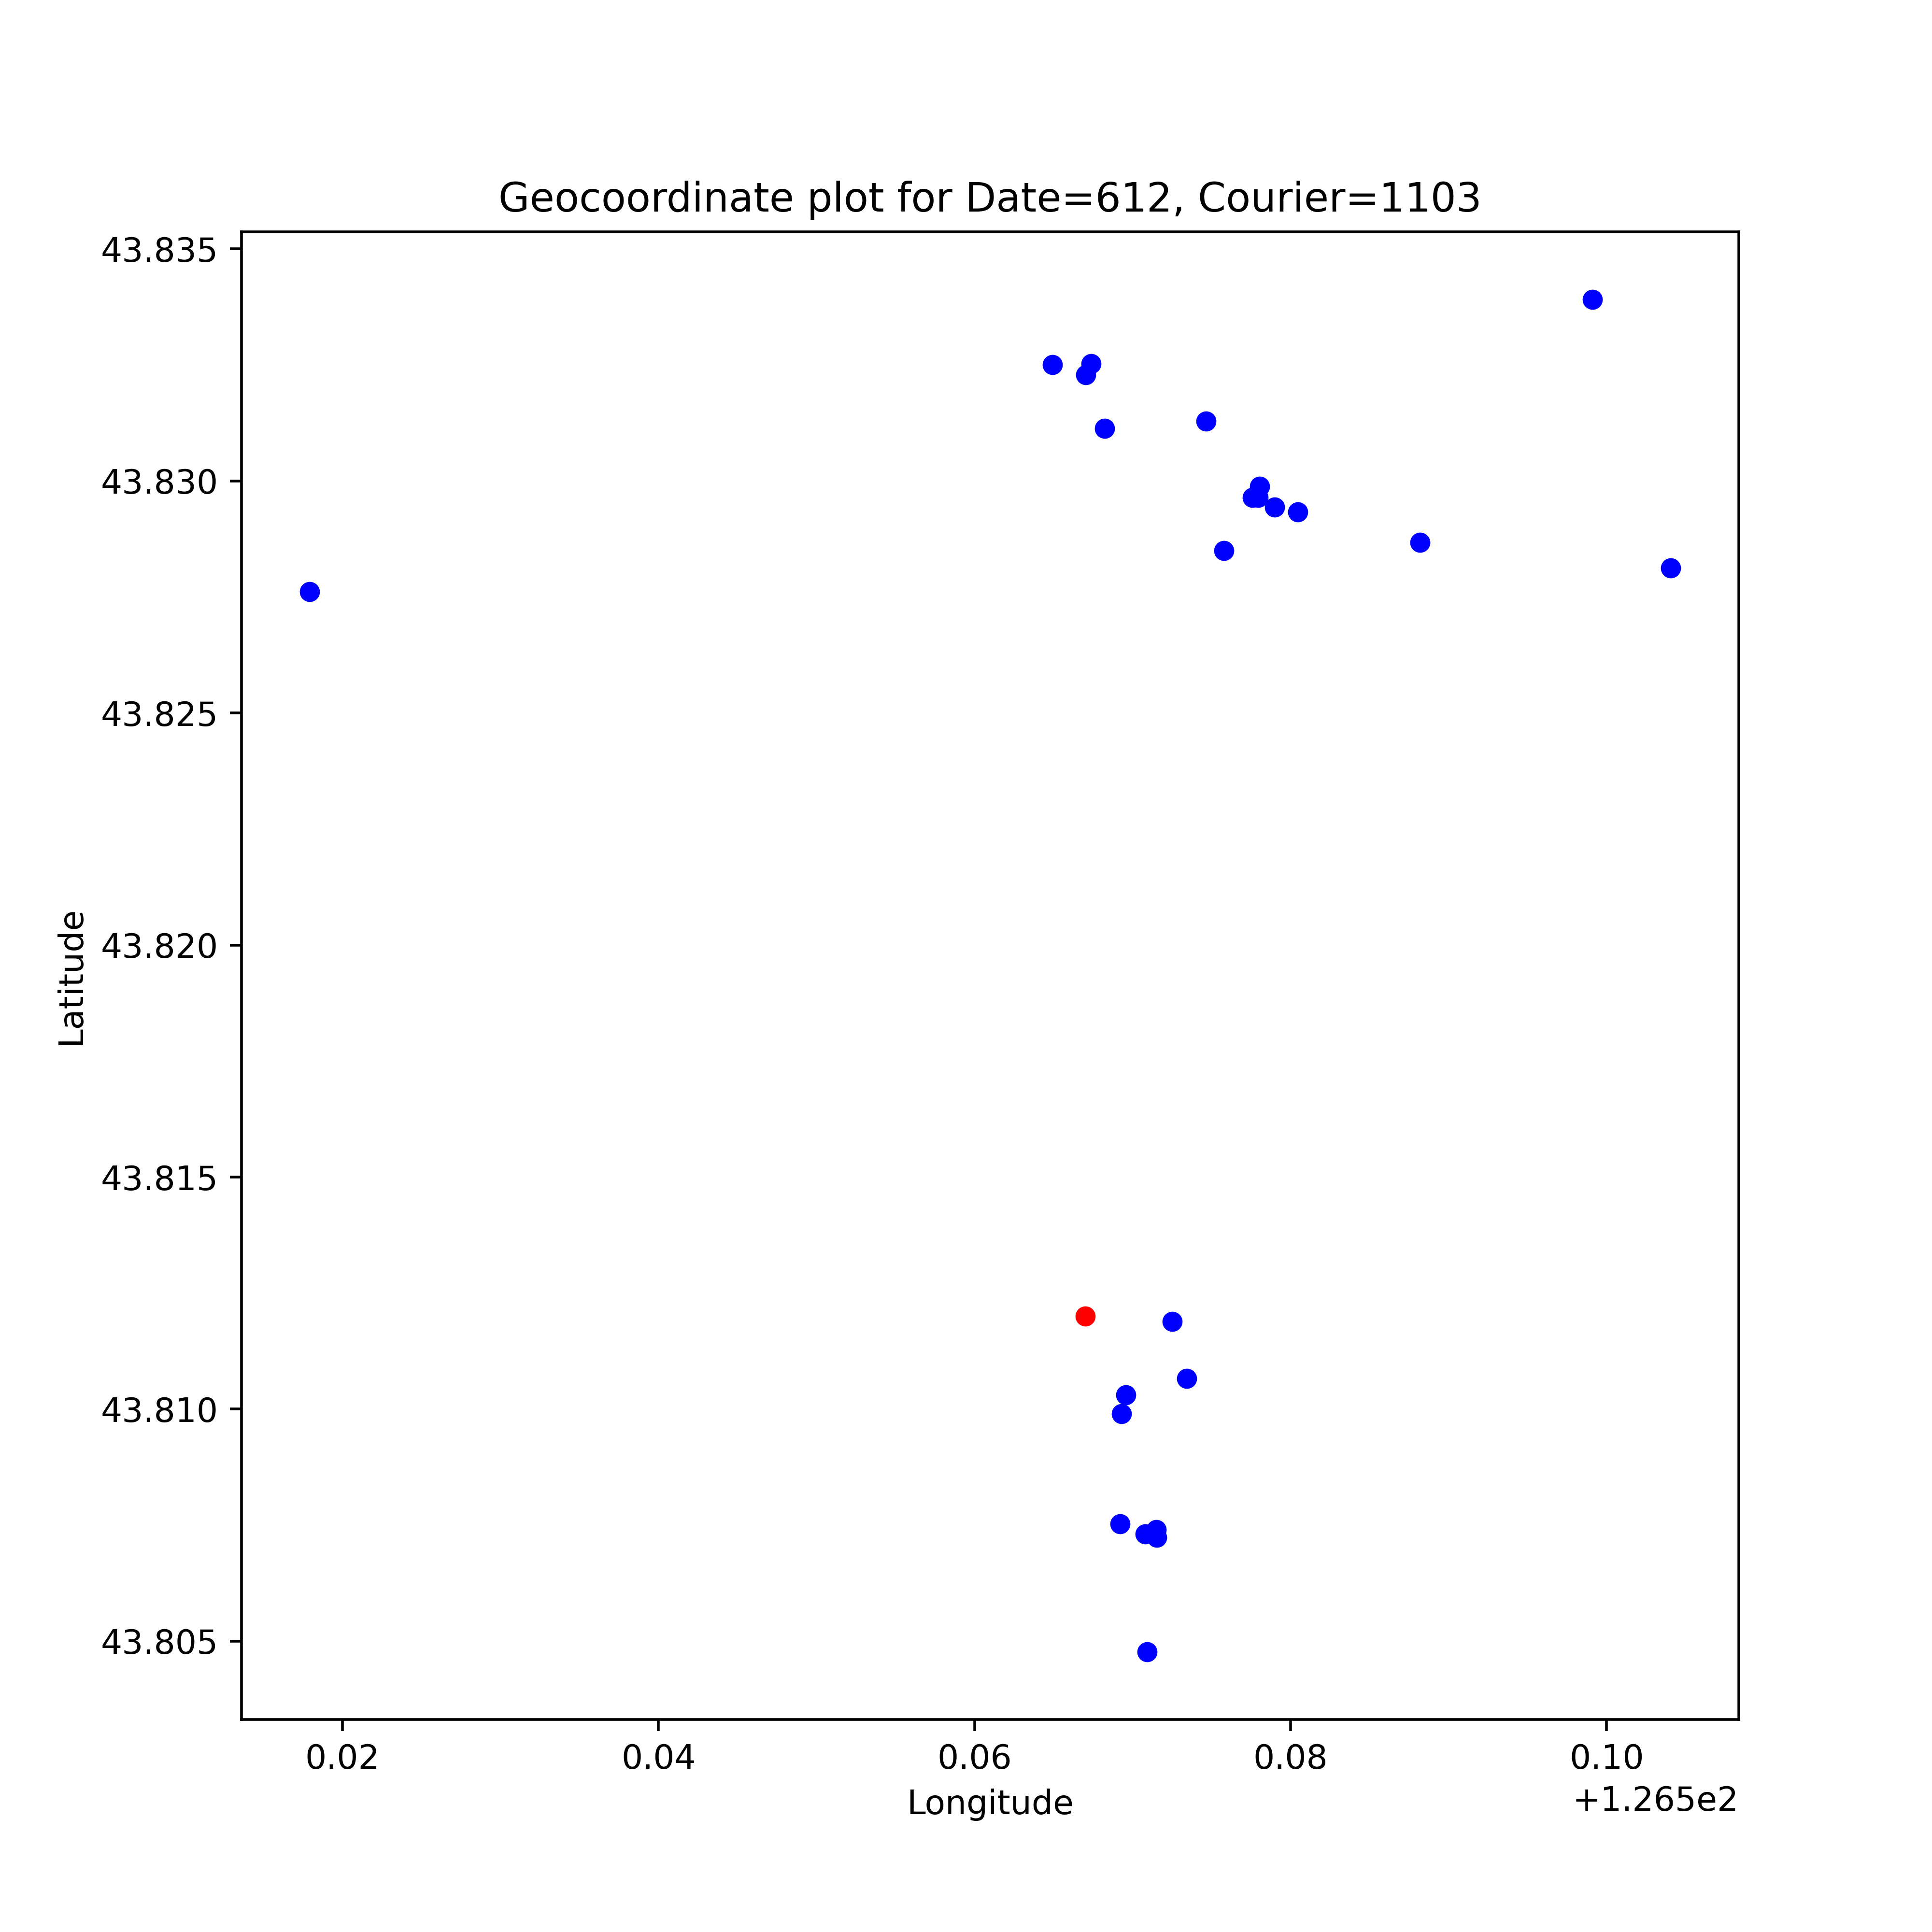 Geocoordinate plot for Date=612, Courier=1103
43.835
43.830
43.825
43.820
43.815
43.810
43.805
Latitude
0.02 0.04 0.06 0.08 0.10
Longitude
+1.265e2